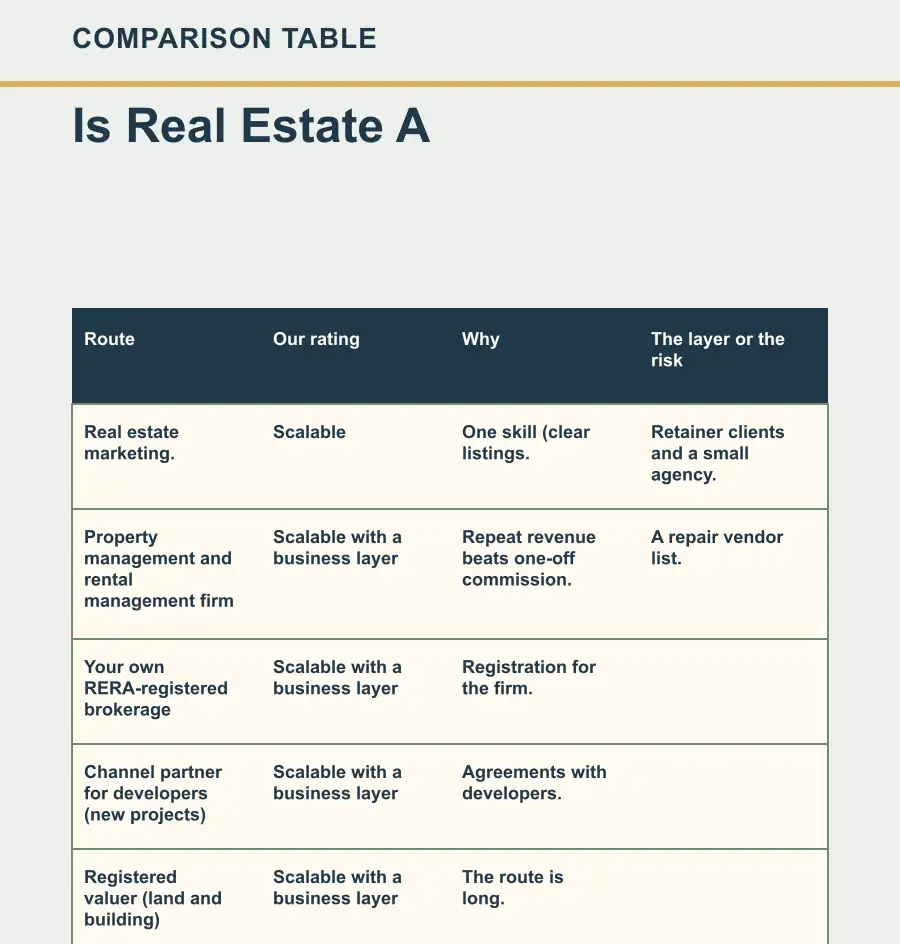 COMPARISON TABLE
Is Real Estate A
Route
Our rating
Why
The layer or the
risk
Real estate
marketing.
Scalable
One skill (clear
listings.
Retainer clients
and a small
agency.
Property
management and
rental
management firm
Scalable with a
business layer
Repeat revenue
beats one-off
commission.
A repair vendor
list.
Your own
RERA-registered
brokerage
Scalable with a
business layer
Registration for
the firm.
Channel partner
for developers
(new projects)
Scalable with a
business layer
Agreements with
developers.
Registered
valuer (land and
building)
Scalable with a
business layer
The route is
long.